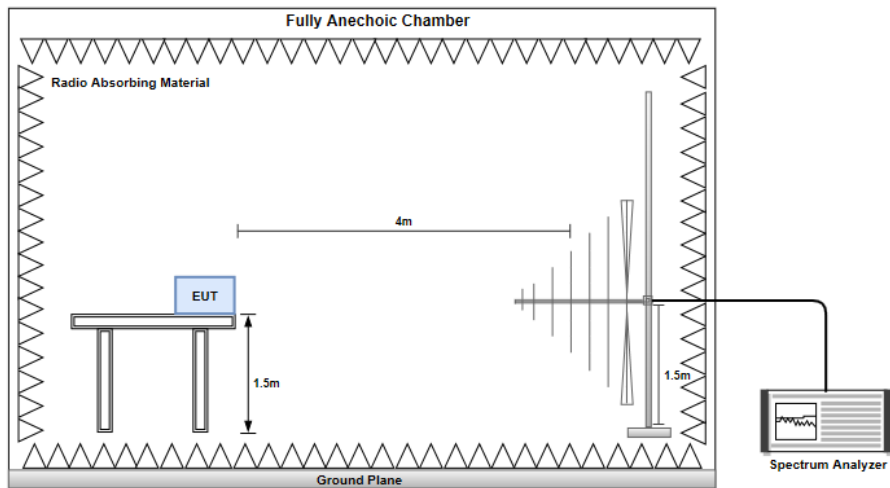 Fully Anechoic Chamber
Radio Absorbing Material
4m
EUT
1.5m
1.5m
Spectrum Analyzer
Ground Plane